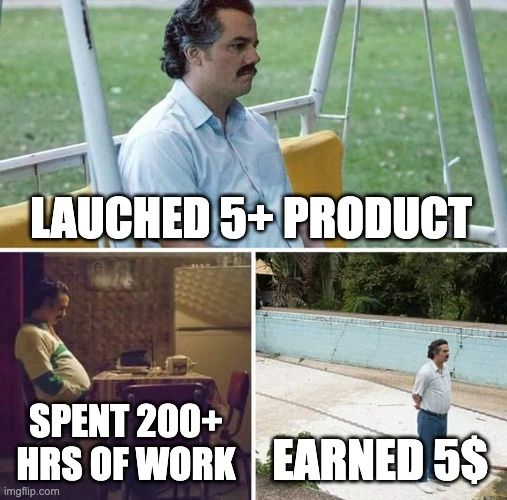 LAUCHED 5+ PRODUCT
SPENT 200+
HRS OF WORK
EARNED 5$
imgflip.com